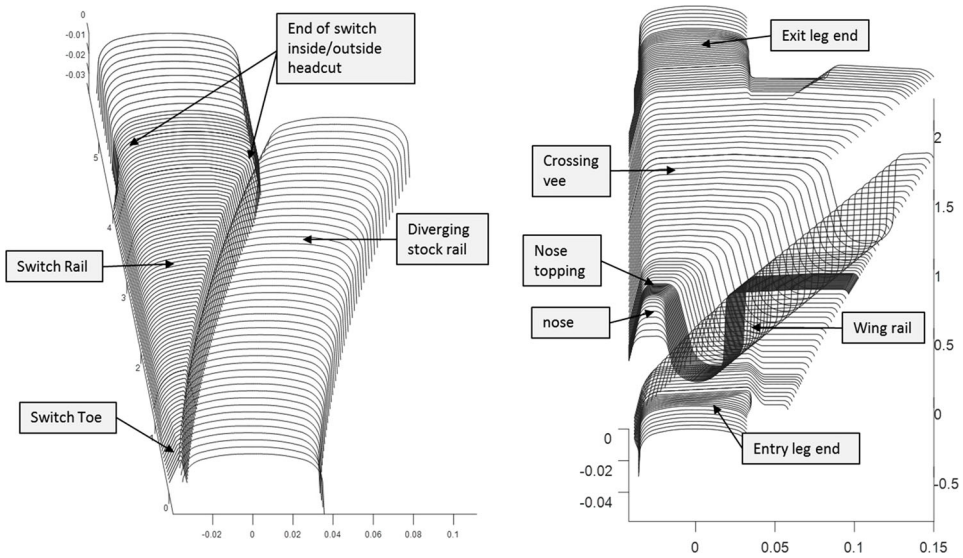 0
-0.01
-0.02
-0.03
End of switch
inside/outside
headcut
5
4
3
2
1
0
Switch Rail
Diverging
stock rail
Switch Toe
-0.02
0
0.02
0.04
0.06
0.08
0.1
Exit leg end
Crossing
vee
Nose
topping
nose
Wing rail
Entry leg end
2
1.5
1
0.5
0
-0.5
0
-0.02
-0.04
0
0.05
0.1
0.15